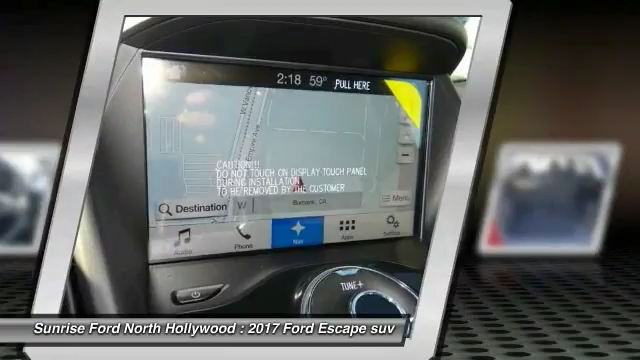 2:18 59° PULL HERE
CAUTION!!!
DO NOT TOUCH ON DISPLAY TOUCH PANEL
DURING INSTALLATION
TO BE REMOVED BY THE CUSTOMER
Destination
Burbank, CA
Menu
Audio
Phone
Nav
Apps
Settings
TUNE+
Sunrise Ford North Hollywood : 2017 Ford Escape suv